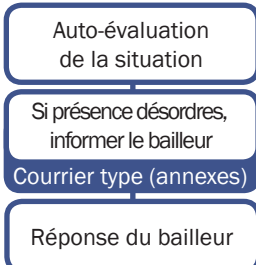 Auto-évaluation
de la situation
Si présence désordres,
informer le bailleur
Courrier type (annexes)
Réponse du bailleur